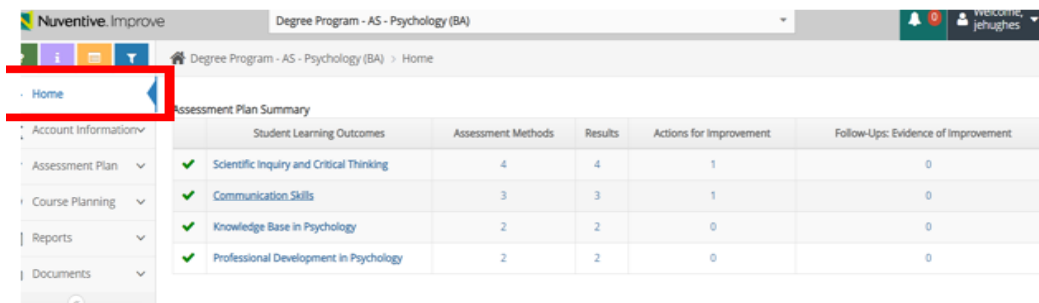 Nuventive. Improve
Degree Program - AS - Psychology (BA)
0
Welcome,
jehughes
i
Degree Program - AS - Psychology (BA) > Home
Home
Assessment Plan Summary
Account Information
Student Learning Outcomes Assessment Methods Results Actions for Improvement Follow-Ups: Evidence of Improvement
Assessment Plan
Scientific Inquiry and Critical Thinking 4 4 1 0
Course Planning
Communication Skills 3 3 1 0
Reports
Knowledge Base in Psychology 2 2 0 0
Documents
Professional Development in Psychology 2 2 0 0